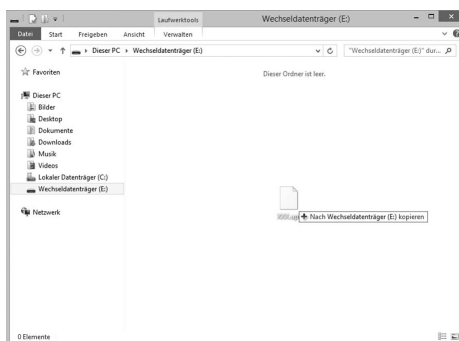 Laufwerktools
Wechseldatenträger (E:)
Datei Start Freigeben Ansicht Verwalten
Dieser PC Wechseldatenträger (E:)
"Wechseldatenträger (E:)" dur...
Favoriten
Dieser Ordner ist leer.
Dieser PC
Bilder
Desktop
Dokumente
Downloads
Musik
Videos
Lokaler Datenträger (C:)
Wechseldatenträger (E:)
Netzwerk
Nach Wechseldatenträger (E:) kopieren
0 Elemente